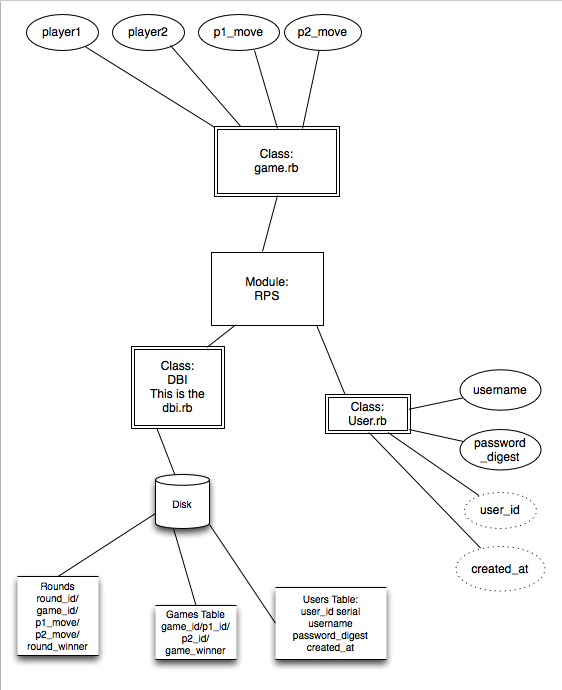 player1
player2
p1_move
p2_move
Class:
game.rb
Module:
RPS
Class:
DBI
This is the
dbi.rb
Class:
User.rb
username
password
_digest
user_id
created_at
Disk
Rounds
round_id/
game_id/
p1_move/
p2_move/
round_winner
Games Table
game_id/p1_id/
p2_id/
game_winner
Users Table:
user_id serial
username
password_digest
created_at